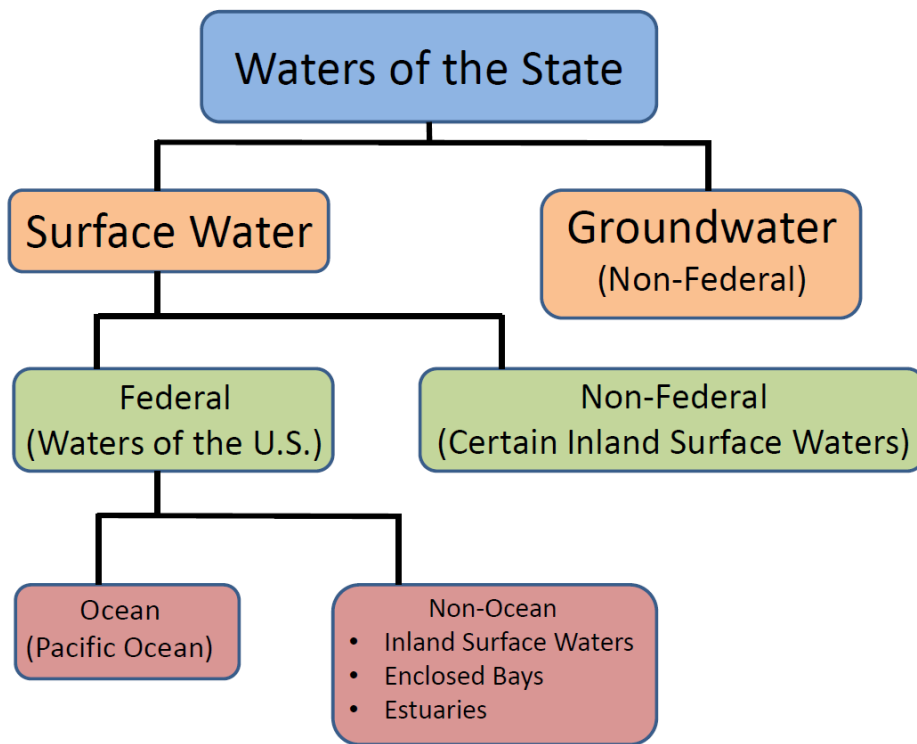 Waters of the State
Surface Water
Groundwater
(Non-Federal)
Federal
(Waters of the U.S.)
Non-Federal
(Certain Inland Surface Waters)
Ocean
(Pacific Ocean)
Non-Ocean
• Inland Surface Waters
• Enclosed Bays
• Estuaries